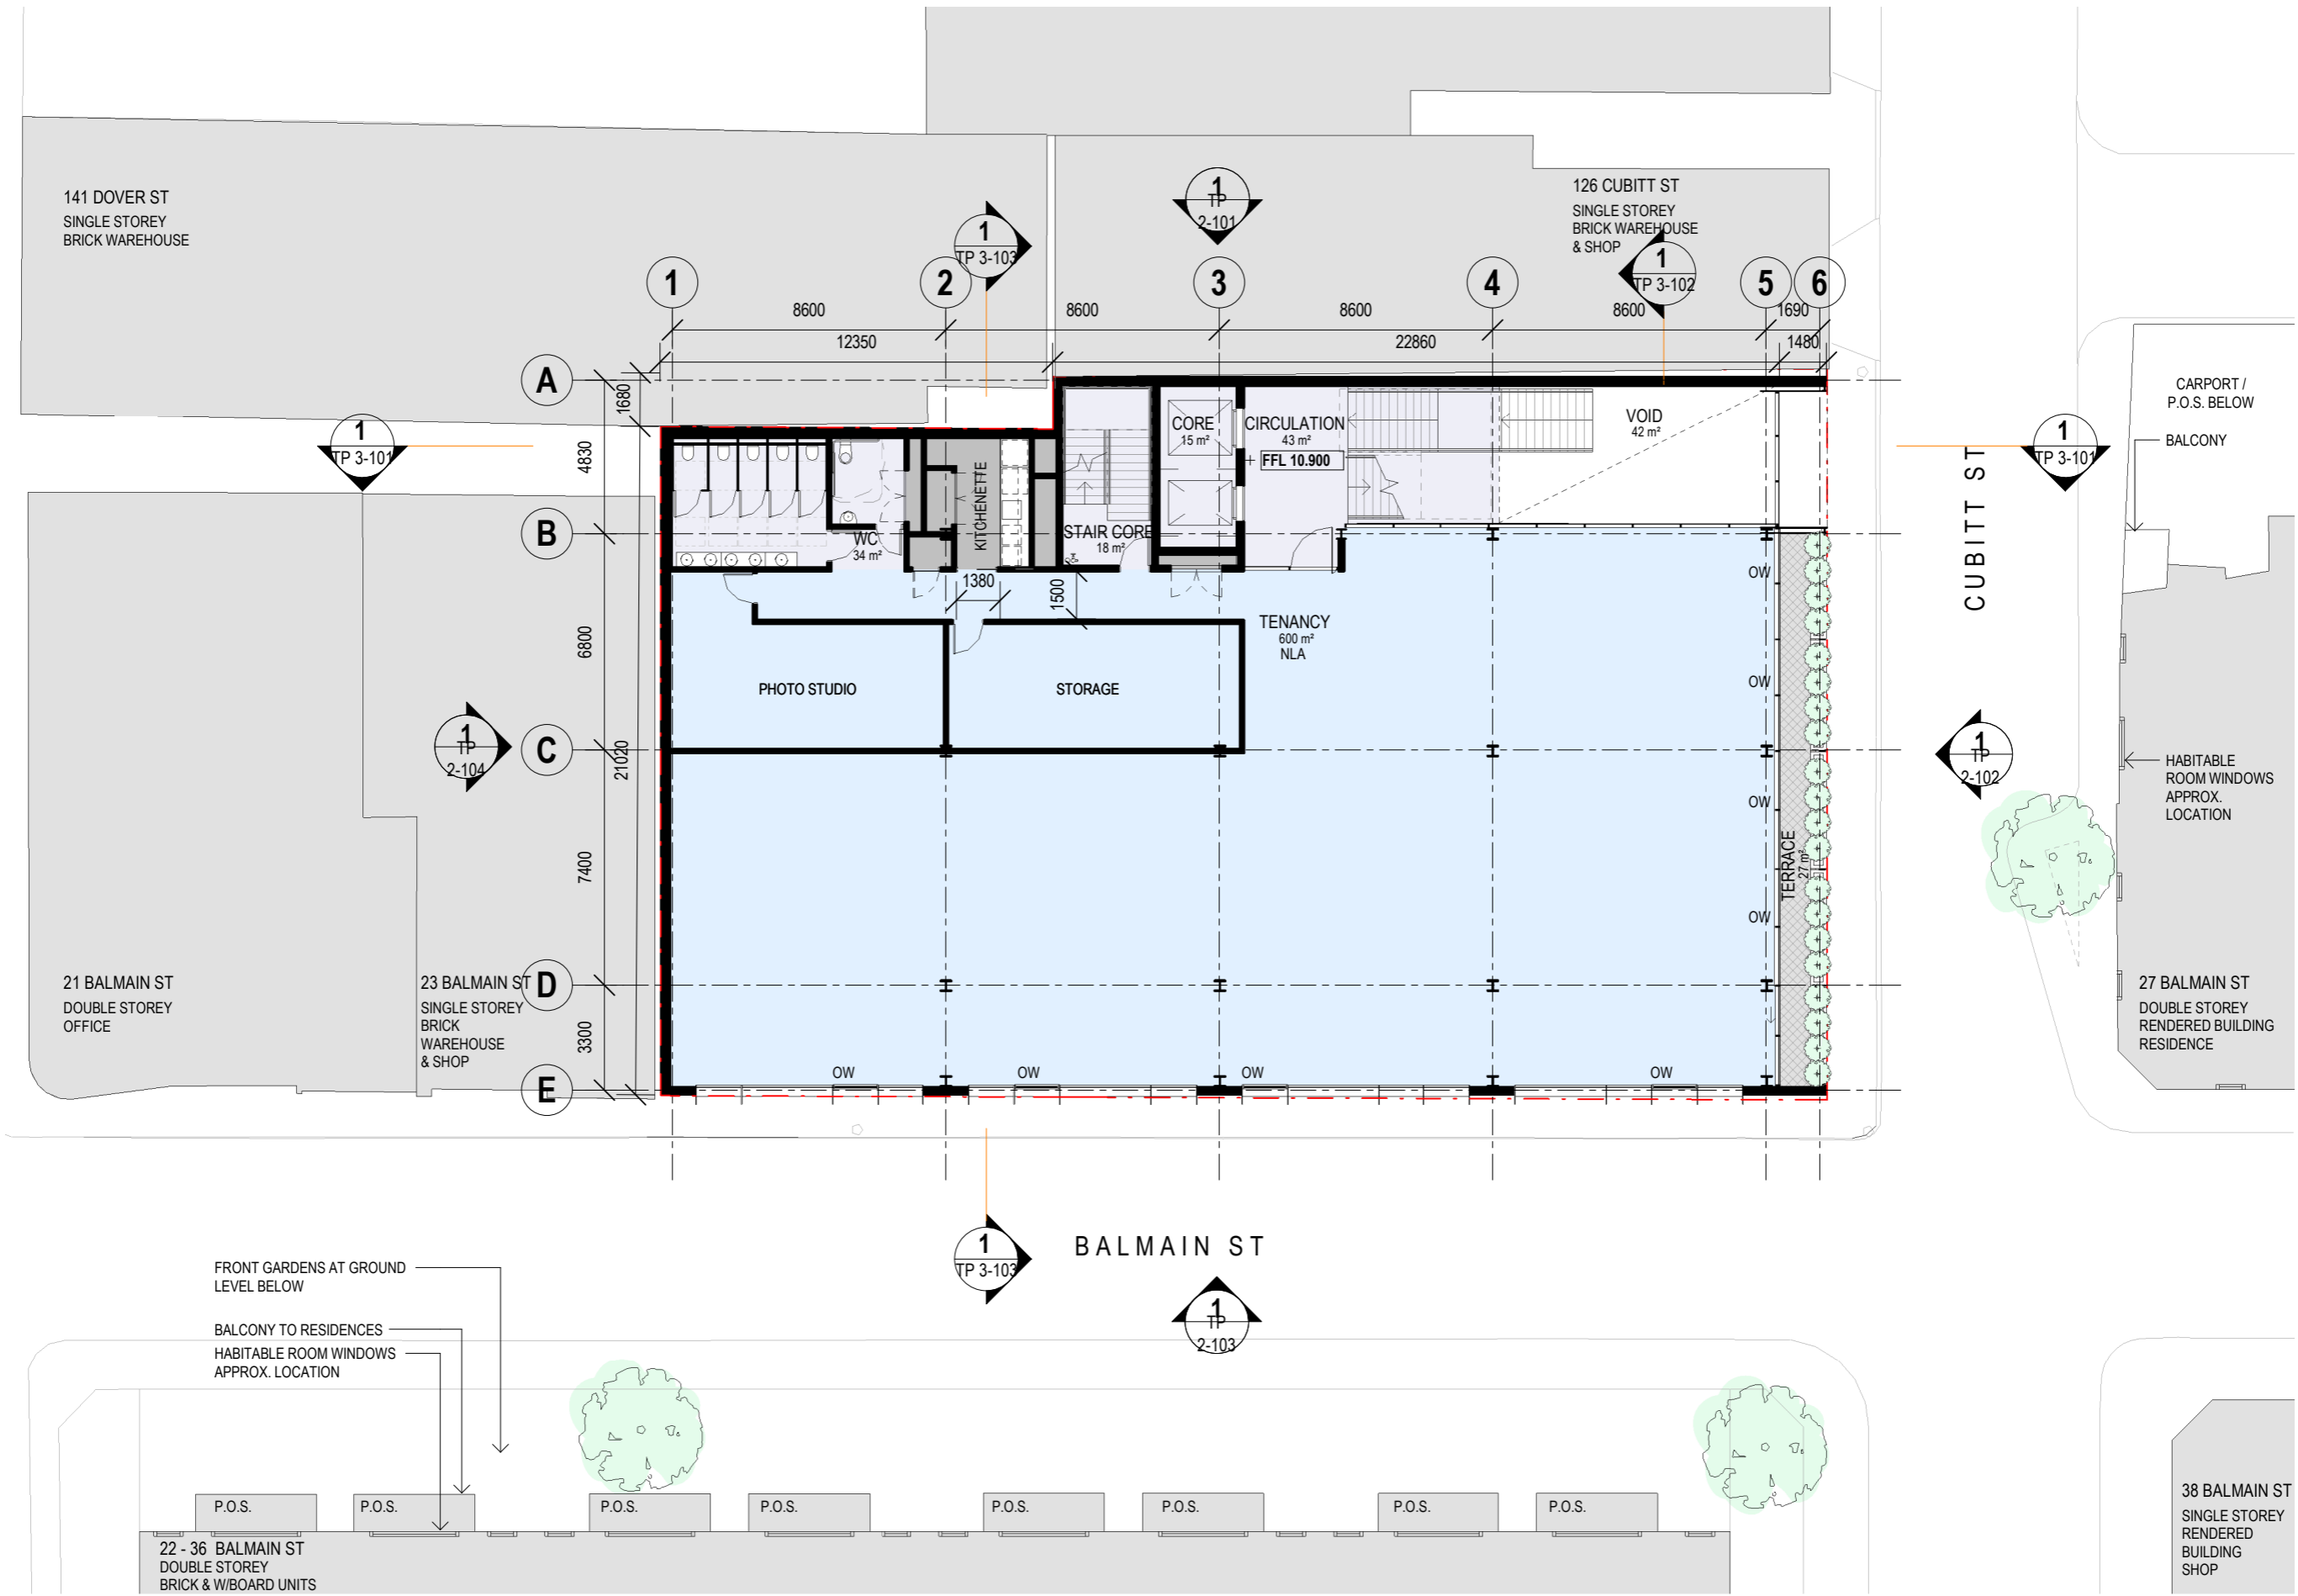 141 DOVER ST
SINGLE STOREY
BRICK WAREHOUSE
126 CUBITT ST
SINGLE STOREY
BRICK WAREHOUSE
& SHOP
1
TP
2-101
1
TP 3-103
1
TP 3-102
1
2
3
4
5
6
8600
8600
8600
8600
1690
12350
22860
1480
A
B
C
D
E
1680
4830
6800
21020
7400
3300
1
TP 3-101
1
TP 3-101
1
TP
2-104
1
TP
2-102
CARPORT /
P.O.S. BELOW
BALCONY
CUBITT ST
CORE
15 m²
CIRCULATION
43 m²
FFL 10.900
VOID
42 m²
KITCHENETTE
STAIR CORE
18 m²
WC
34 m²
1380
1500
TENANCY
600 m²
NLA
PHOTO STUDIO
STORAGE
OW
OW
OW
OW
TERRACE
27 m²
HABITABLE
ROOM WINDOWS
APPROX.
LOCATION
21 BALMAIN ST
DOUBLE STOREY
OFFICE
23 BALMAIN ST
SINGLE STOREY
BRICK
WAREHOUSE
& SHOP
27 BALMAIN ST
DOUBLE STOREY
RENDERED BUILDING
RESIDENCE
OW
OW
OW
OW
BALMAIN ST
1
TP 3-103
1
TP
2-103
FRONT GARDENS AT GROUND
LEVEL BELOW
BALCONY TO RESIDENCES
HABITABLE ROOM WINDOWS
APPROX. LOCATION
P.O.S.
P.O.S.
P.O.S.
P.O.S.
P.O.S.
P.O.S.
P.O.S.
P.O.S.
22 - 36 BALMAIN ST
DOUBLE STOREY
BRICK & W/BOARD UNITS
38 BALMAIN ST
SINGLE STOREY
RENDERED
BUILDING
SHOP